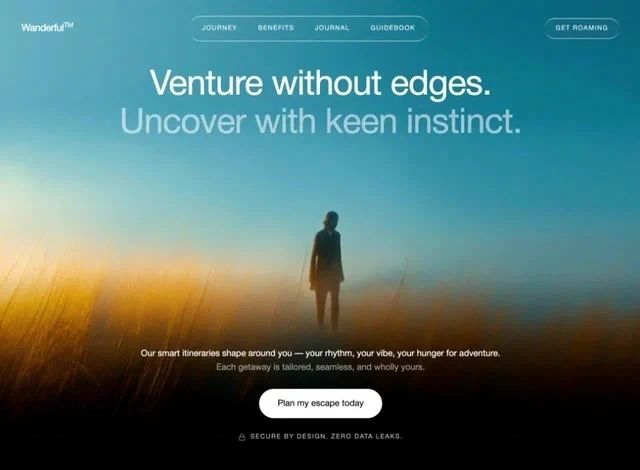 Wanderful™
JOURNEY BENEFITS JOURNAL GUIDEBOOK
GET ROAMING
Venture without edges.
Uncover with keen instinct.
Our smart itineraries shape around you — your rhythm, your vibe, your hunger for adventure.
Each getaway is tailored, seamless, and wholly yours.
Plan my escape today
SECURE BY DESIGN. ZERO DATA LEAKS.